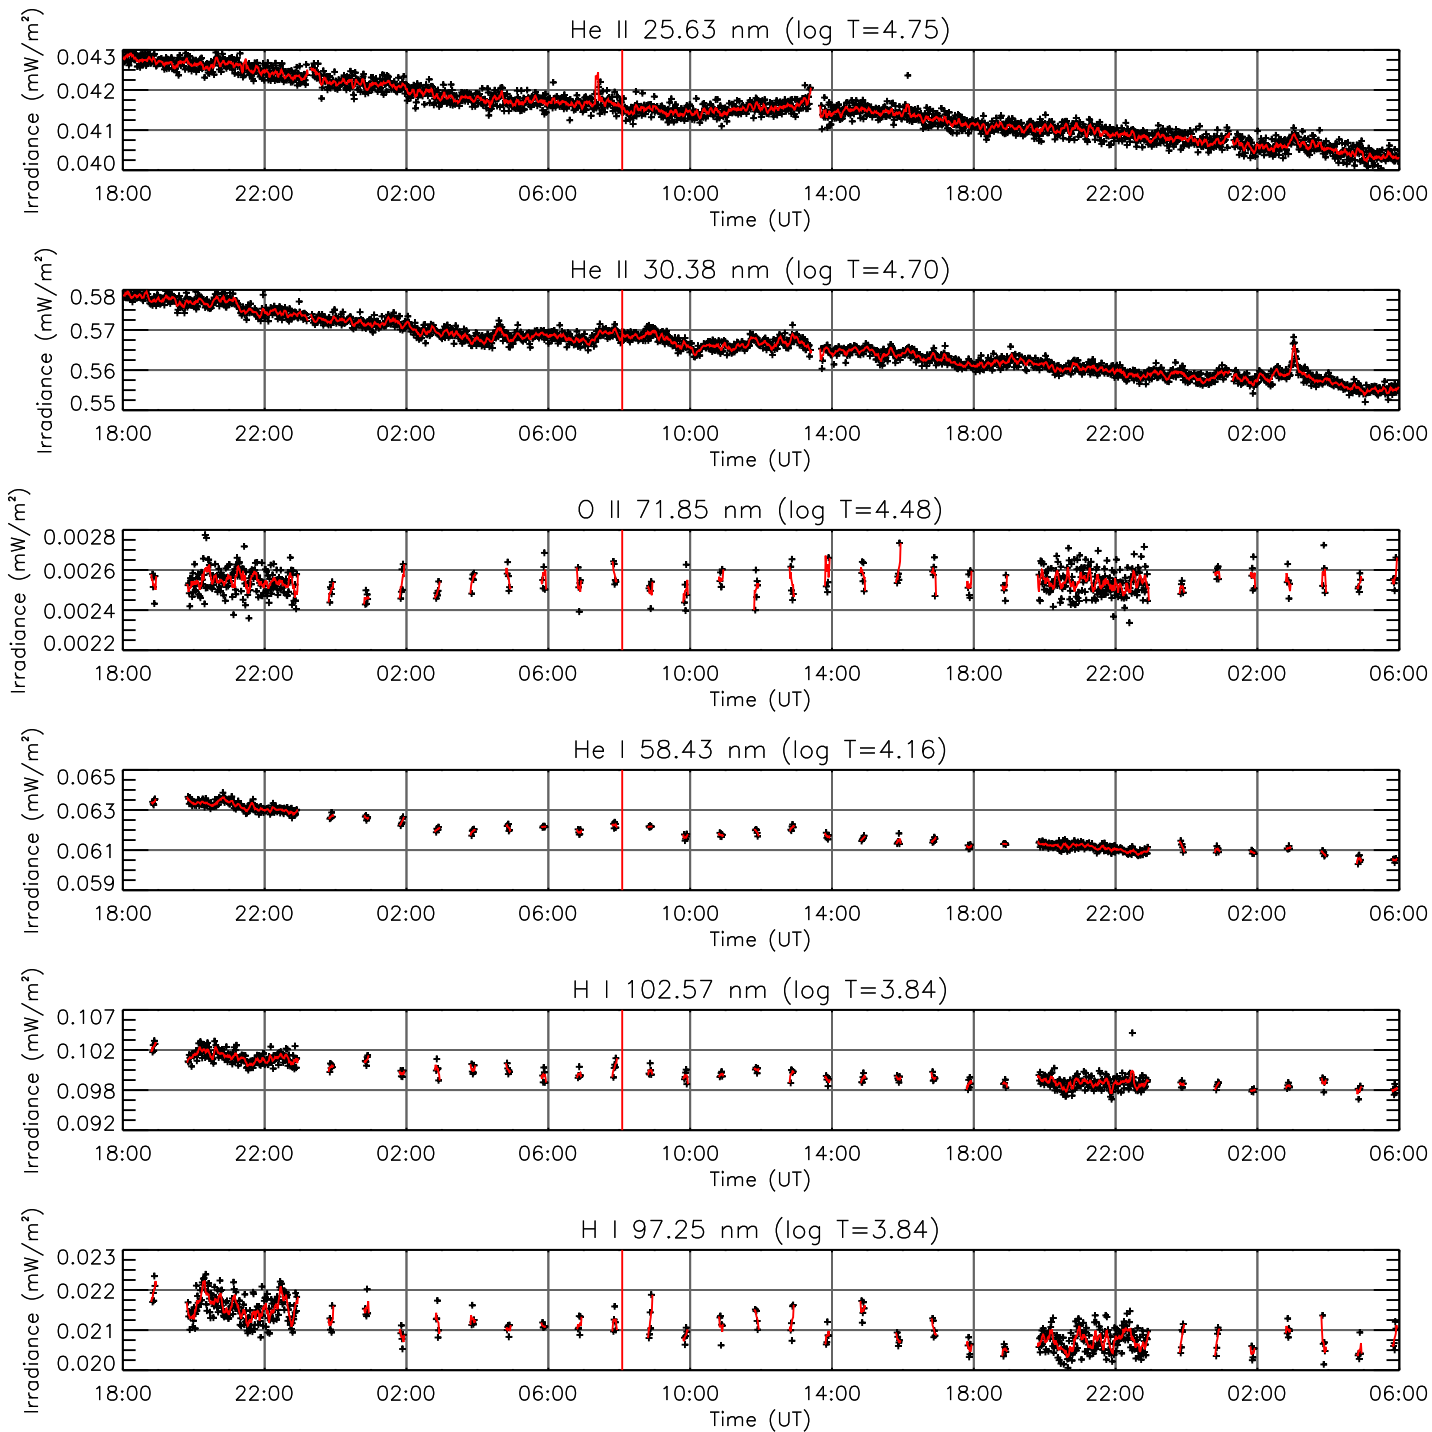 He II 25.63 nm (log T=4.75)
Irradiance (mW/m²)
0.043
0.042
0.041
0.040
18:00 22:00 02:00 06:00 10:00 14:00 18:00 22:00 02:00 06:00
Time (UT)
He II 30.38 nm (log T=4.70)
Irradiance (mW/m²)
0.58
0.57
0.56
0.55
18:00 22:00 02:00 06:00 10:00 14:00 18:00 22:00 02:00 06:00
Time (UT)
O II 71.85 nm (log T=4.48)
Irradiance (mW/m²)
0.0028
0.0026
0.0024
0.0022
18:00 22:00 02:00 06:00 10:00 14:00 18:00 22:00 02:00 06:00
Time (UT)
He I 58.43 nm (log T=4.16)
Irradiance (mW/m²)
0.065
0.063
0.061
0.059
18:00 22:00 02:00 06:00 10:00 14:00 18:00 22:00 02:00 06:00
Time (UT)
H I 102.57 nm (log T=3.84)
Irradiance (mW/m²)
0.107
0.102
0.098
0.092
18:00 22:00 02:00 06:00 10:00 14:00 18:00 22:00 02:00 06:00
Time (UT)
H I 97.25 nm (log T=3.84)
Irradiance (mW/m²)
0.023
0.022
0.021
0.020
18:00 22:00 02:00 06:00 10:00 14:00 18:00 22:00 02:00 06:00
Time (UT)